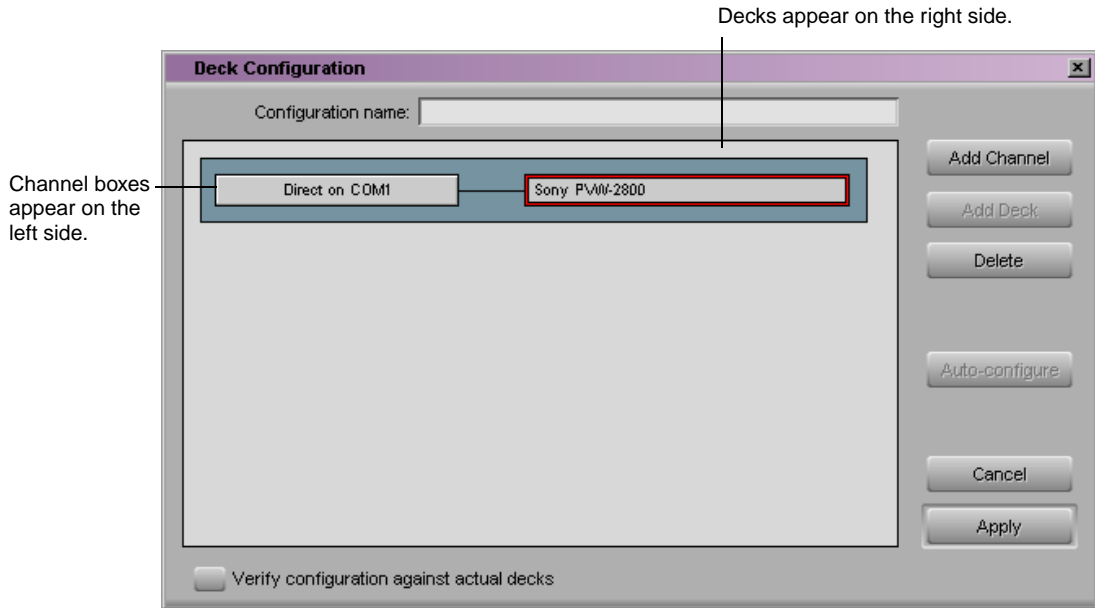 Decks appear on the right side.
Deck Configuration
Configuration name:
Add Channel
Channel boxes
appear on the
left side.
Direct on COM1
Sony PVW-2800
Add Deck
Delete
Auto-configure
Cancel
Apply
Verify configuration against actual decks